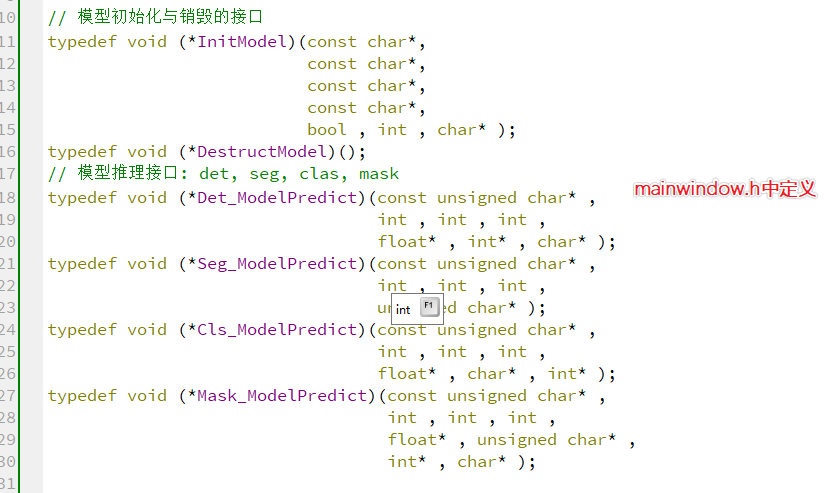 10 // 模型初始化与销毁的接口
11 typedef void (*InitModel)(const char*,
12 const char*,
13 const char*,
14 const char*,
15 bool , int , char* );
16 typedef void (*DestructModel)();
17 // 模型推理接口: det, seg, clas, mask
18 typedef void (*Det_ModelPredict)(const unsigned char* ,
mainwindow.h中定义
19 int , int , int ,
20 float* , int* , char* );
21 typedef void (*Seg_ModelPredict)(const unsigned char* ,
22 int , int , int ,
int F1
23 char* );
24 typedef void (*Cls_ModelPredict)(const unsigned char* ,
25 int , int , int ,
26 float* , char* , int* );
27 typedef void (*Mask_ModelPredict)(const unsigned char* ,
28 int , int , int ,
29 float* , unsigned char* ,
30 int* , char* );
31